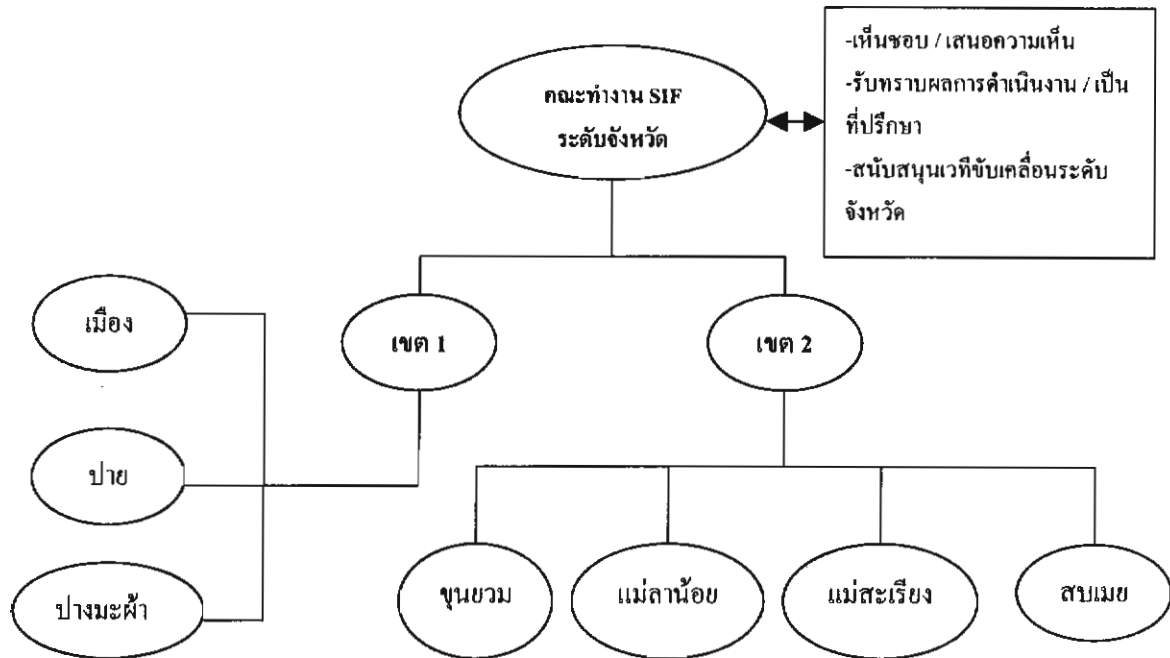 คณะทำงาน SIF
ระดับจังหวัด
-เห็นชอบ / เสนอความเห็น
-รับทราบผลการดำเนินงาน / เป็น
ที่ปรึกษา
-สนับสนุนเวทีขับเคลื่อนระดับ
จังหวัด
เขต 1
เขต 2
เมือง
ปาย
ปางมะผ้า
ขุนยวม
แม่ลาน้อย
แม่สะเรียง
สบเมย